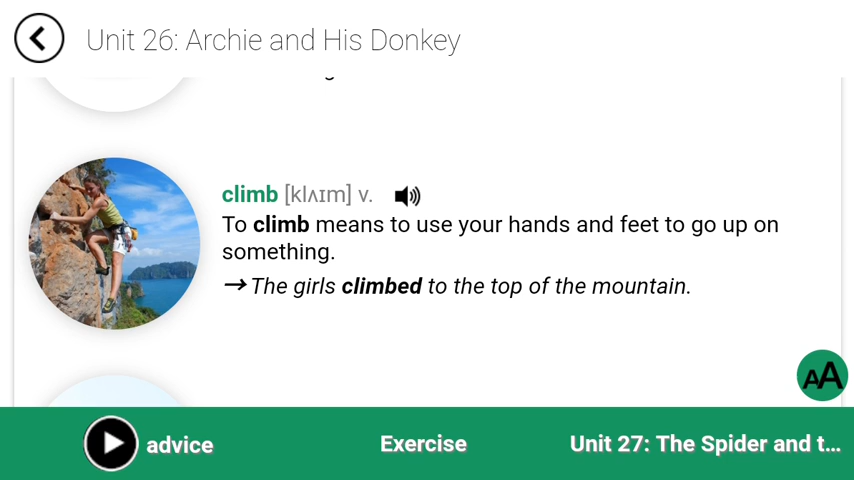 Unit 26: Archie and His Donkey
climb [klʌɪm] v.
To climb means to use your hands and feet to go up on
something.
→ The girls climbed to the top of the mountain.
AA
advice
Exercise
Unit 27: The Spider and t...